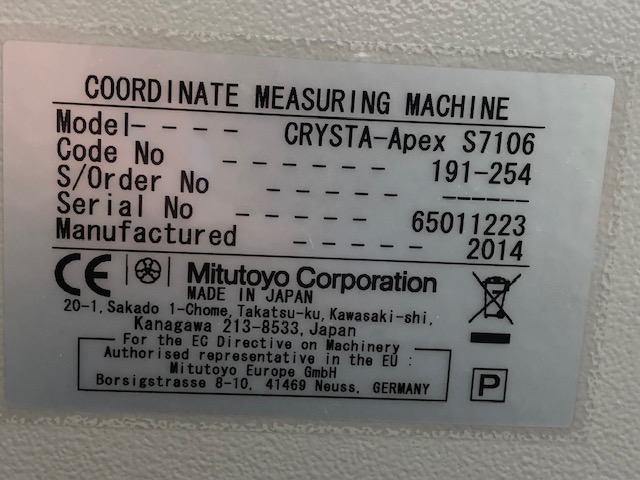 COORDINATE MEASURING MACHINE
Model- - - - - CRYSTA-Apex S7106
Code No - - - - - - 191-254
S/Order No - - - - - ------
Serial No - - - - - 65011223
Manufactured - - - - - 2014
CE Mitutoyo Corporation
MADE IN JAPAN
20-1, Sakado 1-Chome, Takatsu-ku, Kawasaki-shi,
Kanagawa 213-8533, Japan
For the EC Directive on Machinery
Authorised representative in the EU :
Mitutoyo Europe GmbH
Borsigstrasse 8-10, 41469 Neuss, GERMANY
P